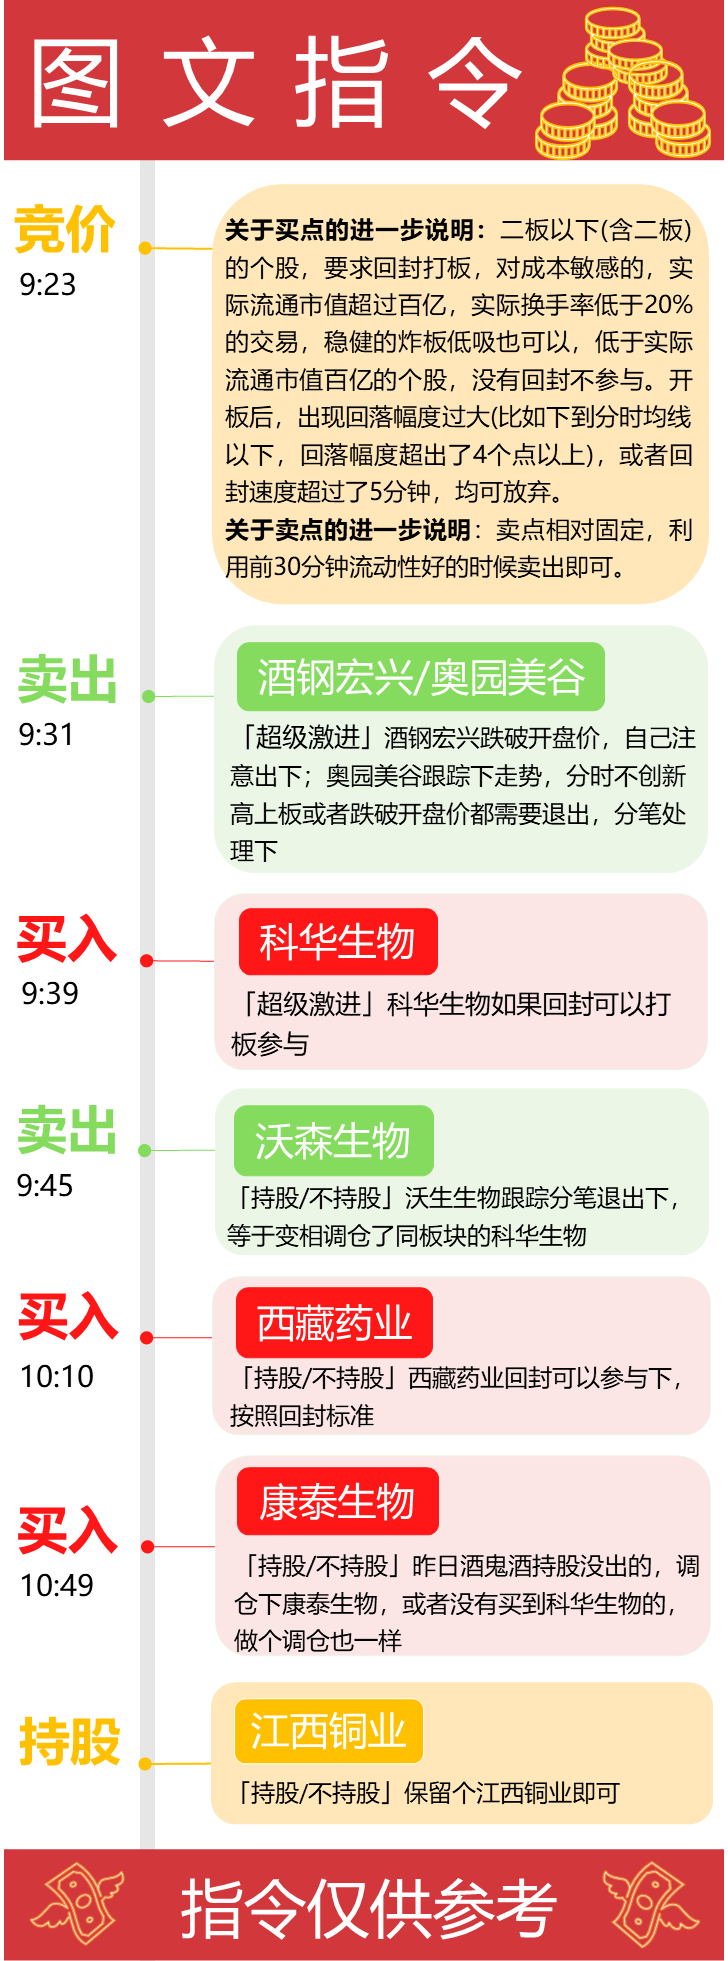 图文指令
竞价
9:23
关于买点的进一步说明：二板以下(含二板)
的个股，要求回封打板，对成本敏感的，实
际流通市值超过百亿，实际换手率低于20%
的交易，稳健的炸板低吸也可以，低于实际
流通市值百亿的个股，没有回封不参与。开
板后，出现回落幅度过大(比如下到分时均线
以下，回落幅度超出了4个点以上)，或者回
封速度超过了5分钟，均可放弃。
关于卖点的进一步说明：卖点相对固定，利
用前30分钟流动性好的时候卖出即可。
卖出
9:31
酒钢宏兴/奥园美谷
「超级激进」酒钢宏兴跌破开盘价，自己注
意出下；奥园美谷跟踪下走势，分时不创新
高上板或者跌破开盘价都需要退出，分笔处
理下
买入
9:39
科华生物
「超级激进」科华生物如果回封可以打
板参与
卖出
9:45
沃森生物
「持股/不持股」沃生生物跟踪分笔退出下，
等于变相调仓了同板块的科华生物
买入
10:10
西藏药业
「持股/不持股」西藏药业回封可以参与下，
按照回封标准
买入
10:49
康泰生物
「持股/不持股」昨日酒鬼酒持股没出的，调
仓下康泰生物，或者没有买到科华生物的，
做个调仓也一样
持股
江西铜业
「持股/不持股」保留个江西铜业即可
指令仅供参考